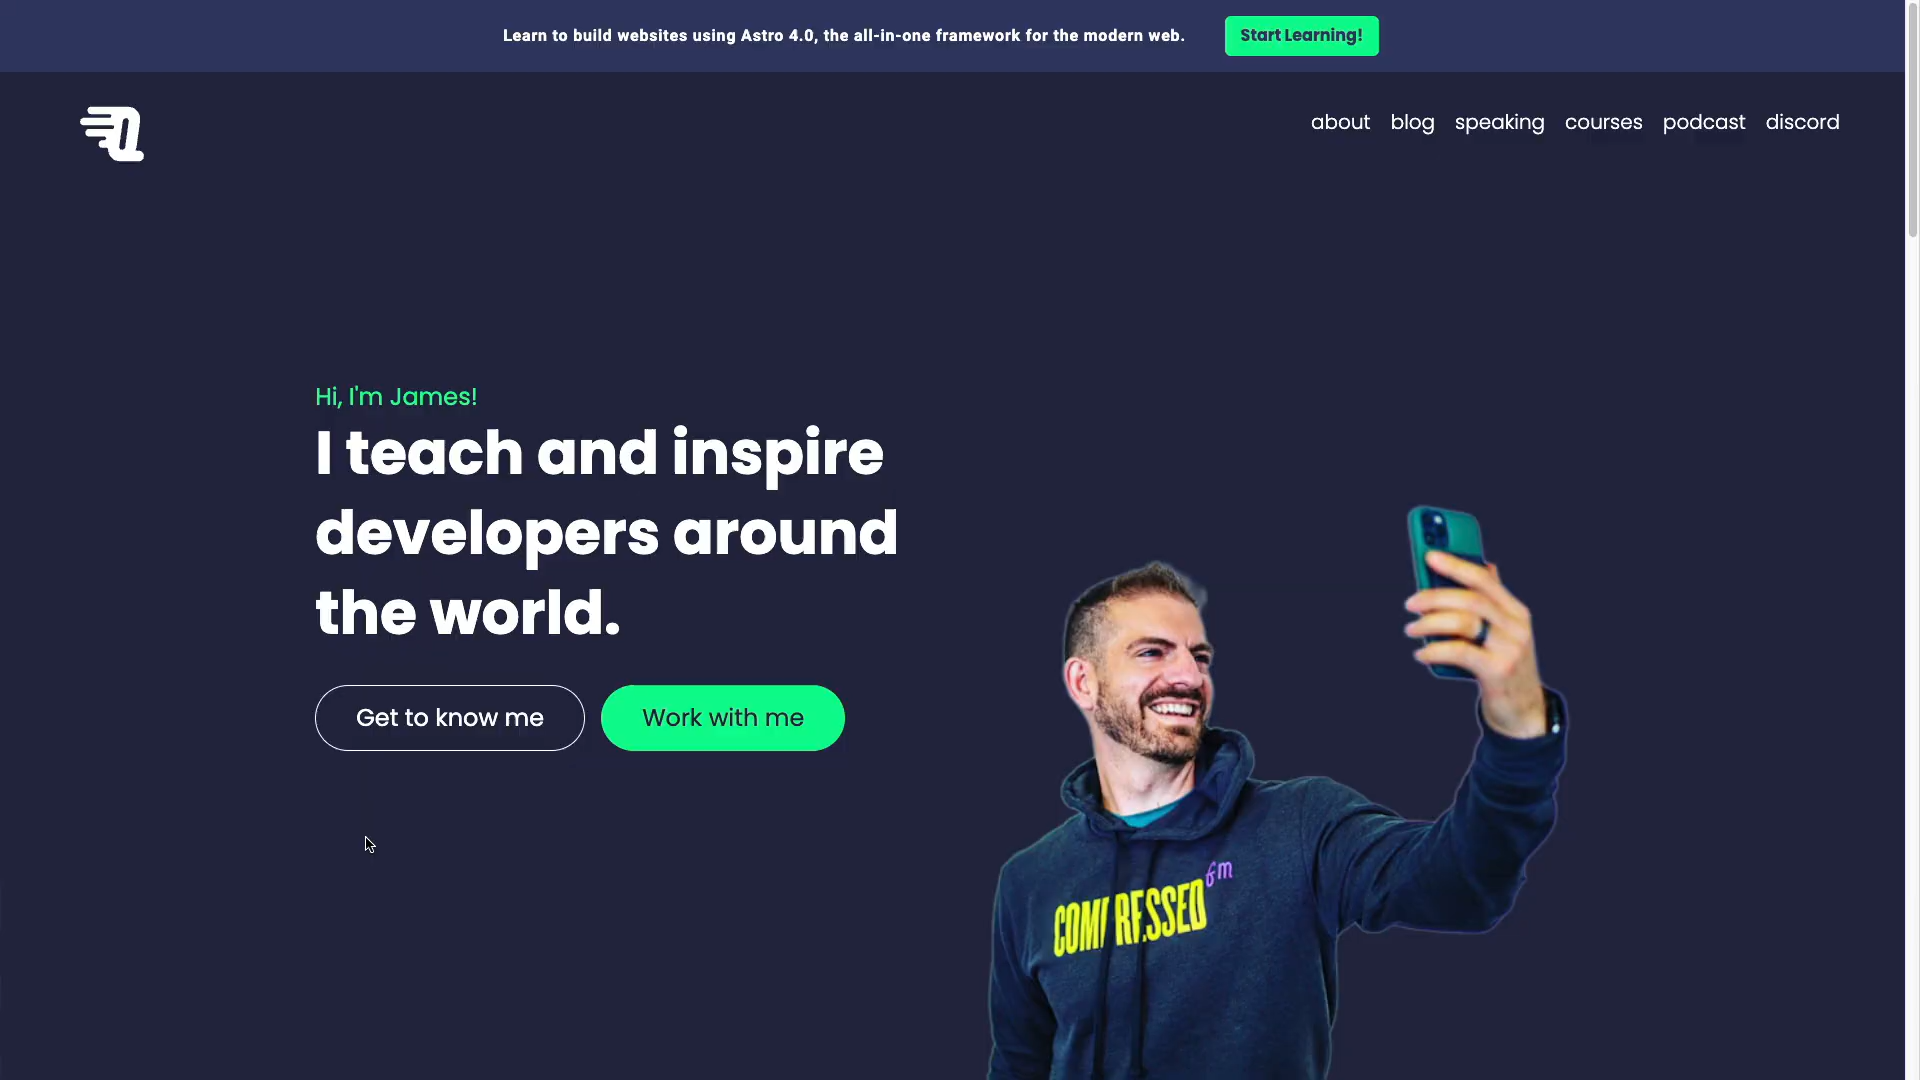 Learn to build websites using Astro 4.0, the all-in-one framework for the modern web. Start Learning!
about blog speaking courses podcast discord
Hi, I'm James!
I teach and inspire
developers around
the world.
Get to know me Work with me
COMPRESSED fm